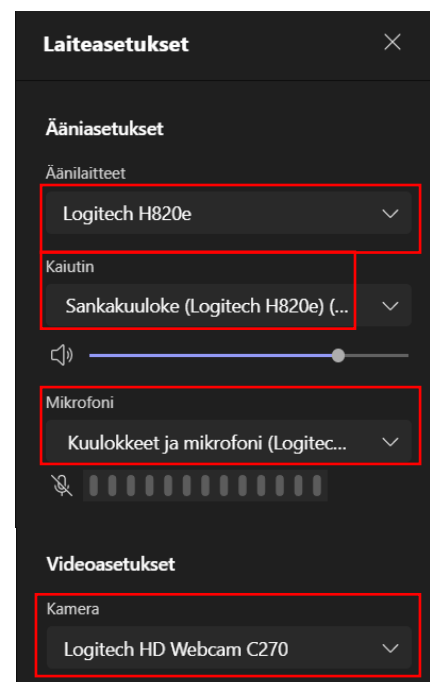 Laiteasetukset
Ääniasetukset
Äänilaitteet
Logitech H820e
Kaiutin
Sankakuuloke (Logitech H820e) (...
Mikrofoni
Kuulokkeet ja mikrofoni (Logitec...
Videoasetukset
Kamera
Logitech HD Webcam C270